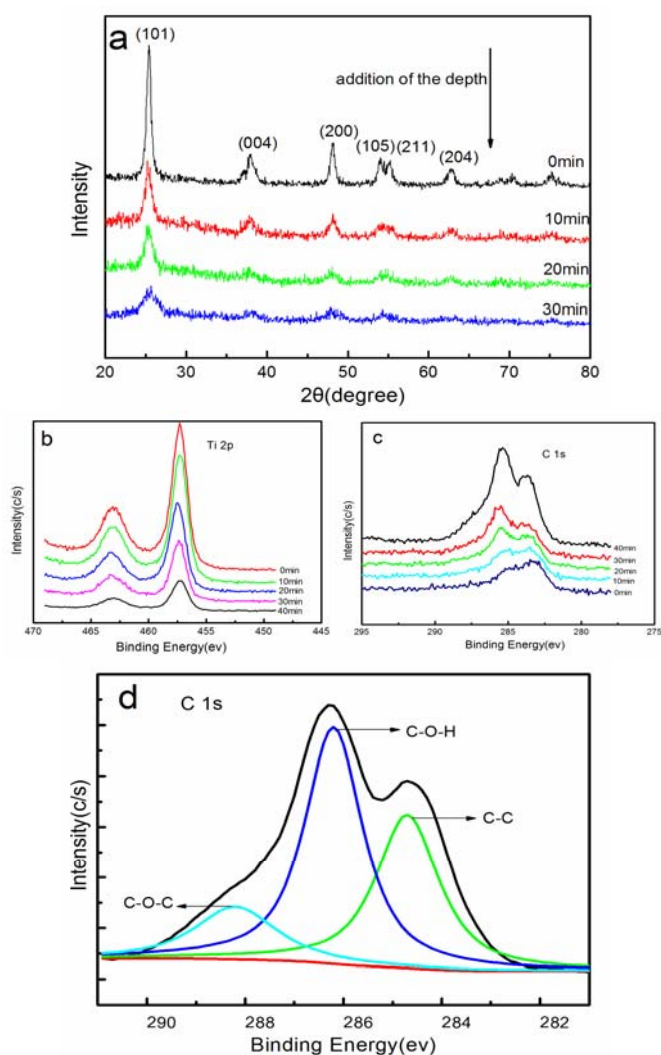 a
(101)
addition of the depth
(004)
(200)
(105)
(211)
(204)
0min
10min
20min
30min
Intensity
20 30 40 50 60 70 80
2θ(degree)
b
Ti 2p
Intensity(c/s)
0min
10min
20min
30min
40min
470 465 460 455 450 445
Binding Energy(ev)
c
C 1s
Intensity(c/s)
40min
30min
20min
10min
0min
295 290 285 280 275
Binding Energy(ev)
d
C 1s
C-O-H
C-C
C-O-C
Intensity(c/s)
290 288 286 284 282
Binding Energy(ev)